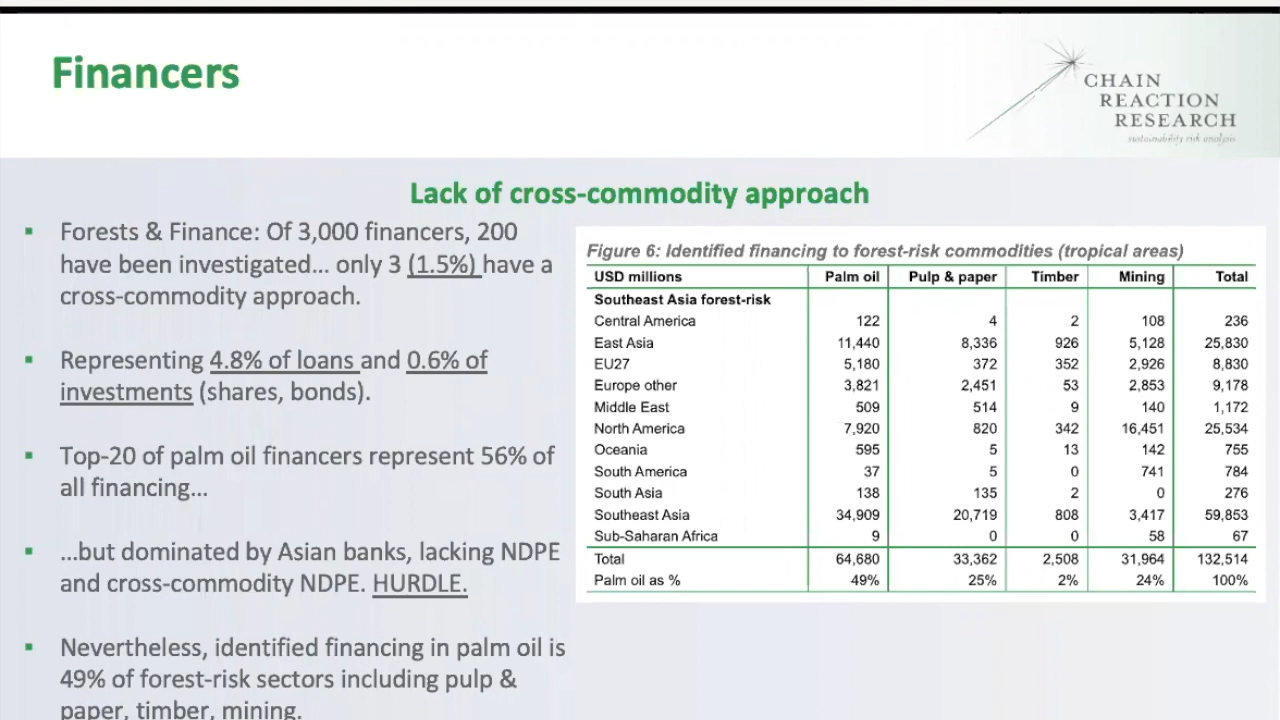 Financers
CHAIN
REACTION
RESEARCH
sustainability risk analysis
Lack of cross-commodity approach
▪ Forests & Finance: Of 3,000 financers, 200
have been investigated… only 3 (1.5%) have a
cross-commodity approach.
▪ Representing 4.8% of loans and 0.6% of
investments (shares, bonds).
▪ Top-20 of palm oil financers represent 56% of
all financing…
▪ …but dominated by Asian banks, lacking NDPE
and cross-commodity NDPE. HURDLE.
▪ Nevertheless, identified financing in palm oil is
49% of forest-risk sectors including pulp &
paper, timber, mining.
Figure 6: Identified financing to forest-risk commodities (tropical areas)
USD millions Palm oil Pulp & paper Timber Mining Total
Southeast Asia forest-risk
Central America 122 4 2 108 236
East Asia 11,440 8,336 926 5,128 25,830
EU27 5,180 372 352 2,926 8,830
Europe other 3,821 2,451 53 2,853 9,178
Middle East 509 514 9 140 1,172
North America 7,920 820 342 16,451 25,534
Oceania 595 5 13 142 755
South America 37 5 0 741 784
South Asia 138 135 2 0 276
Southeast Asia 34,909 20,719 808 3,417 59,853
Sub-Saharan Africa 9 0 0 58 67
Total 64,680 33,362 2,508 31,964 132,514
Palm oil as % 49% 25% 2% 24% 100%